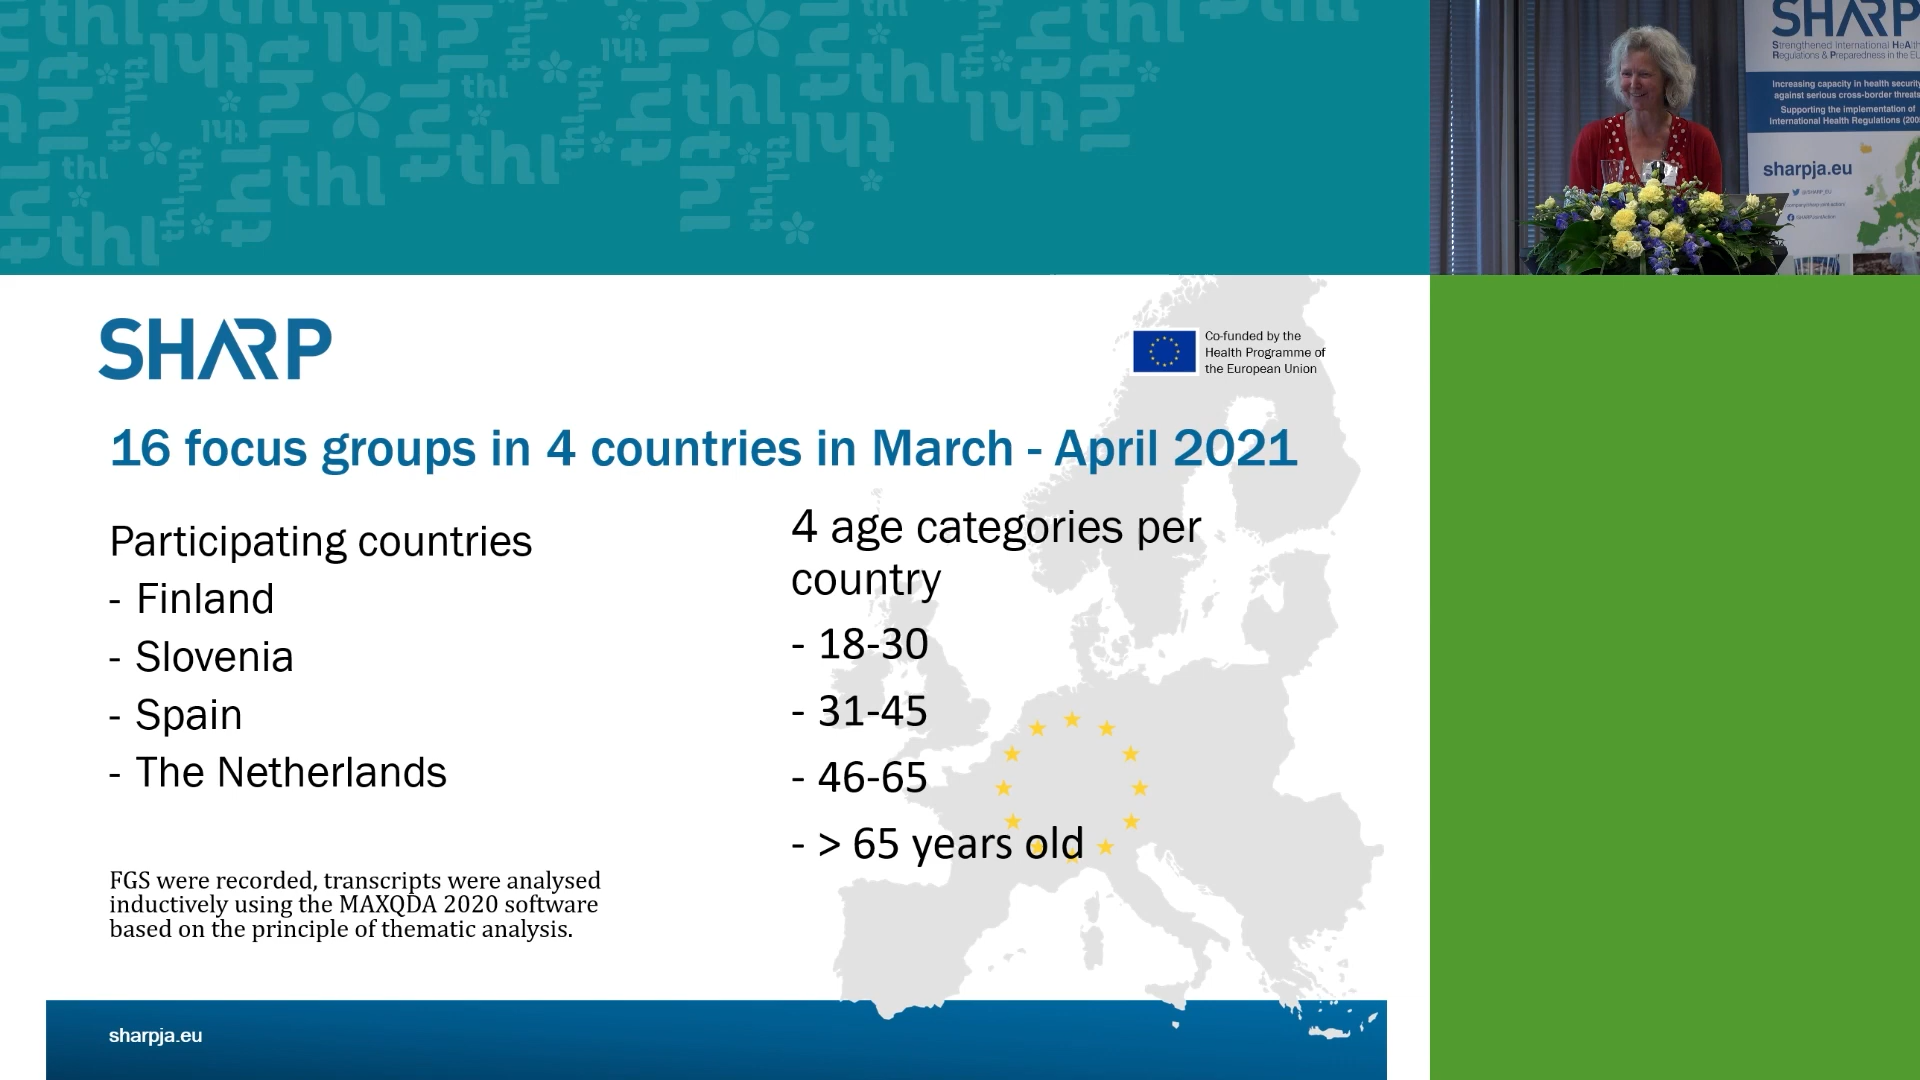 thl
SHARP
Strengthened International HeAlth
Regulations & Preparedness in the EU
Increasing capacity in health security
against serious cross-border threats
Supporting the implementation of
International Health Regulations (200
sharpja.eu
@SHARP_EU
SHARP
Co-funded by the
Health Programme of
the European Union
16 focus groups in 4 countries in March - April 2021
Participating countries
- Finland
- Slovenia
- Spain
- The Netherlands
4 age categories per
country
- 18-30
- 31-45
- 46-65
- > 65 years old
FGS were recorded, transcripts were analysed
inductively using the MAXQDA 2020 software
based on the principle of thematic analysis.
sharpja.eu